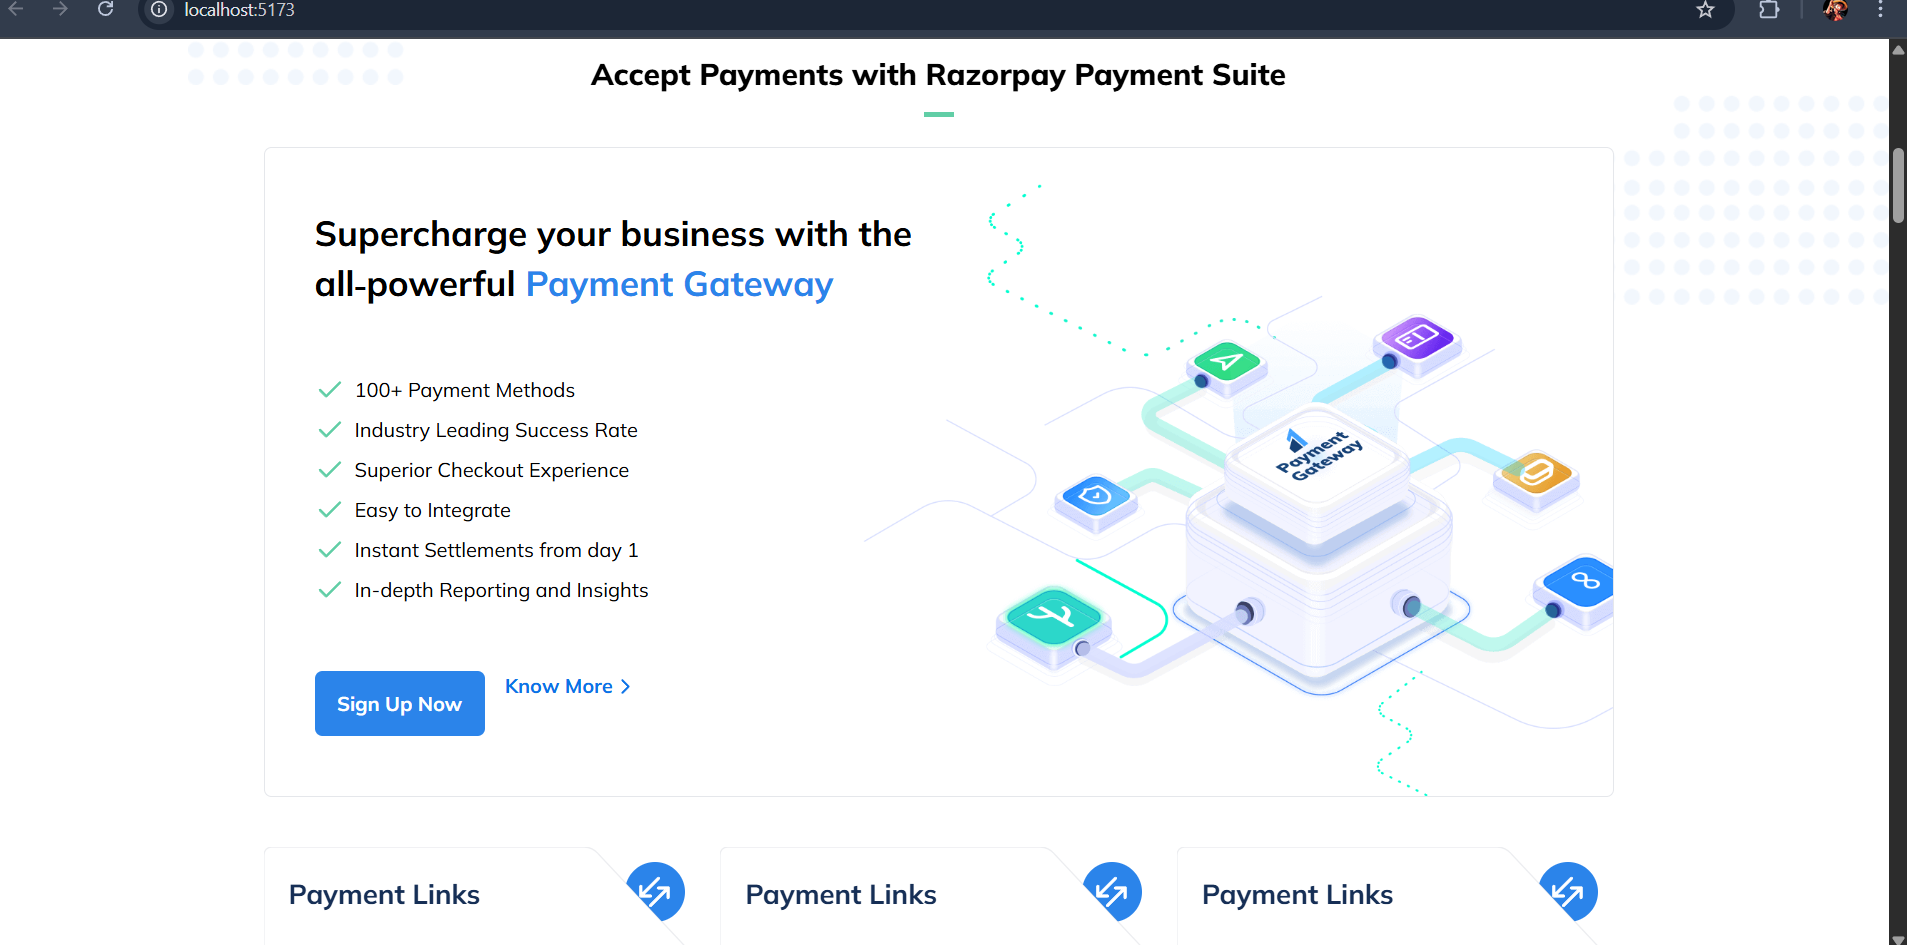 localhost:5173
Accept Payments with Razorpay Payment Suite
Supercharge your business with the
all-powerful Payment Gateway
100+ Payment Methods
Industry Leading Success Rate
Superior Checkout Experience
Easy to Integrate
Instant Settlements from day 1
In-depth Reporting and Insights
Sign Up Now
Know More
Payment
Gateway
Payment Links
Payment Links
Payment Links